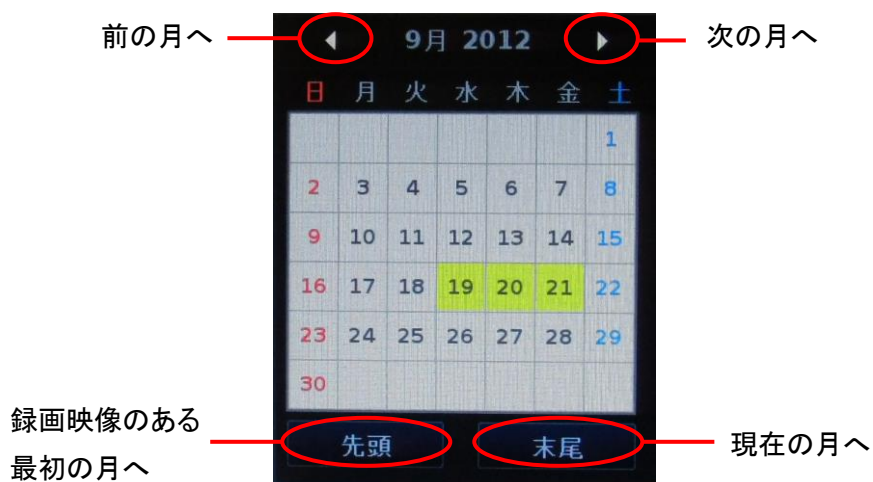 前の月へ
9月 2012
次の月へ
日 月 火 水 木 金 土
1
2 3 4 5 6 7 8
9 10 11 12 13 14 15
16 17 18 19 20 21 22
23 24 25 26 27 28 29
30
録画映像のある
最初の月へ
先頭
末尾
現在の月へ